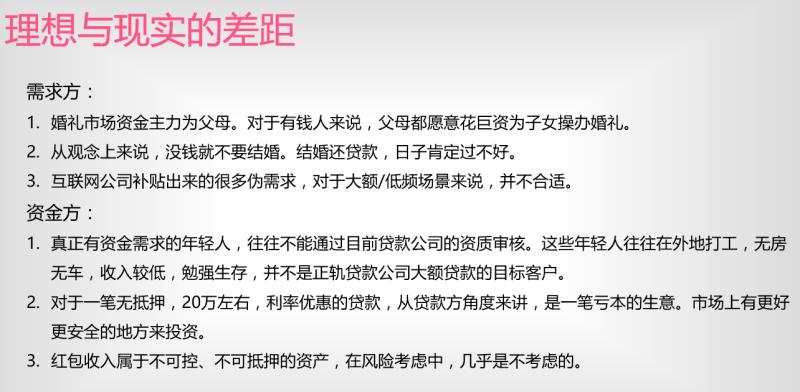 理想与现实的差距
需求方：
1. 婚礼市场资金主力为父母。对于有钱人来说，父母都愿意花巨资为子女操办婚礼。
2. 从观念上来说，没钱就不要结婚。结婚还贷款，日子肯定过不好。
3. 互联网公司补贴出来的很多伪需求，对于大额/低频场景来说，并不合适。
资金方：
1. 真正有资金需求的年轻人，往往不能通过目前贷款公司的资质审核。这些年轻人往往在外地打工，无房
无车，收入较低，勉强生存，并不是正轨贷款公司大额贷款的目标客户。
2. 对于一笔无抵押，20万左右，利率优惠的贷款，从贷款方角度来讲，是一笔亏本的生意。市场上有更好
更安全的地方来投资。
3. 红包收入属于不可控、不可抵押的资产，在风险考虑中，几乎是不考虑的。